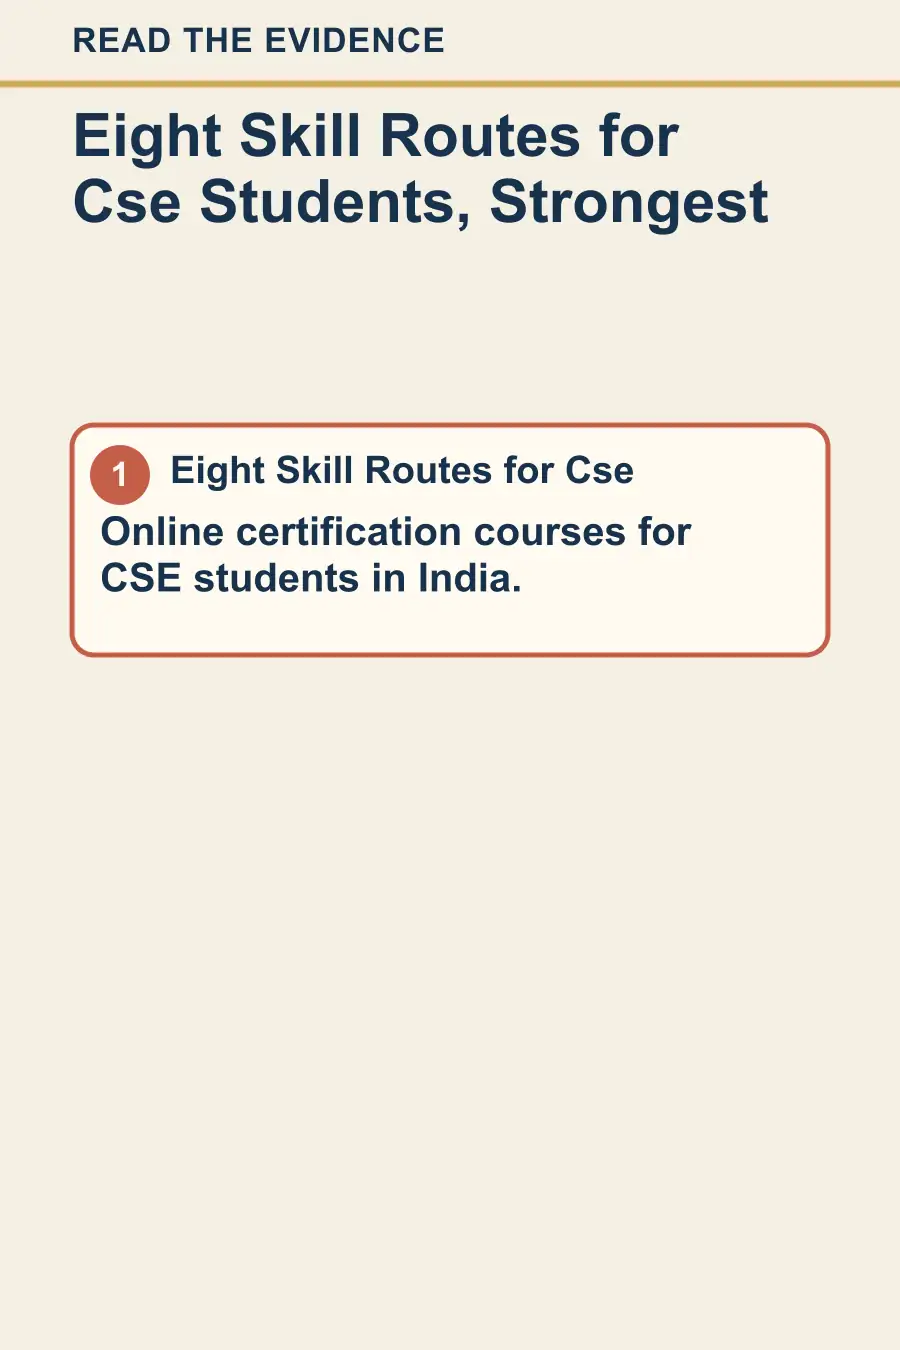 READ THE EVIDENCE
Eight Skill Routes for
Cse Students, Strongest
1 Eight Skill Routes for Cse
Online certification courses for
CSE students in India.